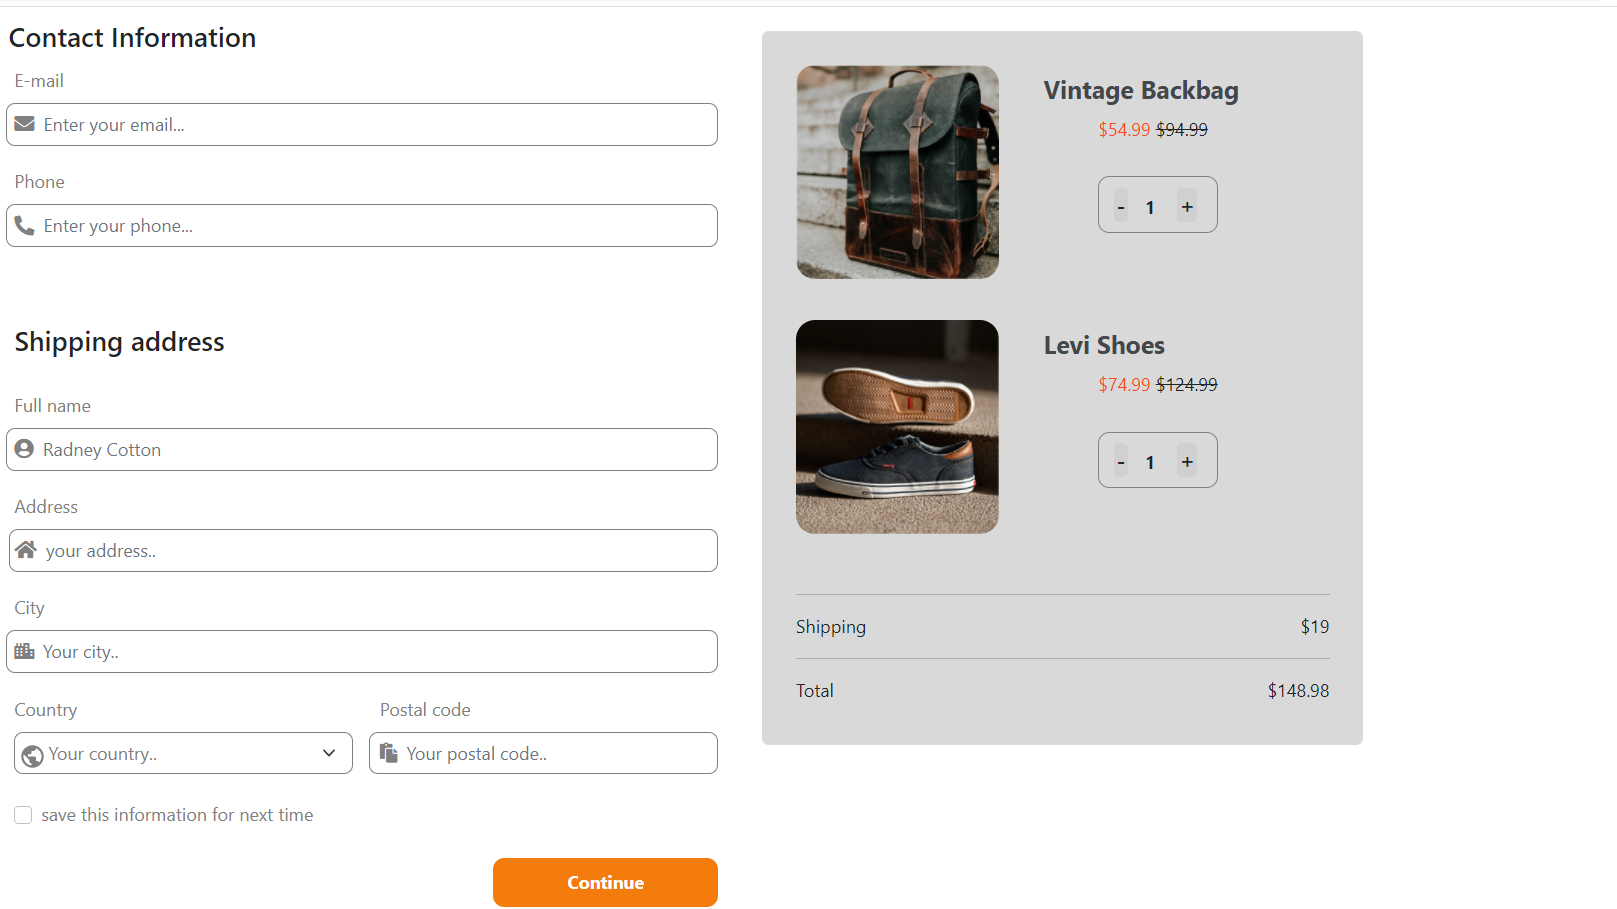 Contact Information
E-mail
Enter your email...
Phone
Enter your phone...
Shipping address
Full name
Radney Cotton
Address
your address..
City
Your city..
Country
Postal code
Your country..
Your postal code..
save this information for next time
Continue
Vintage Backbag
$54.99 $94.99
- 1 +
Levi Shoes
$74.99 $124.99
- 1 +
Shipping $19
Total $148.98